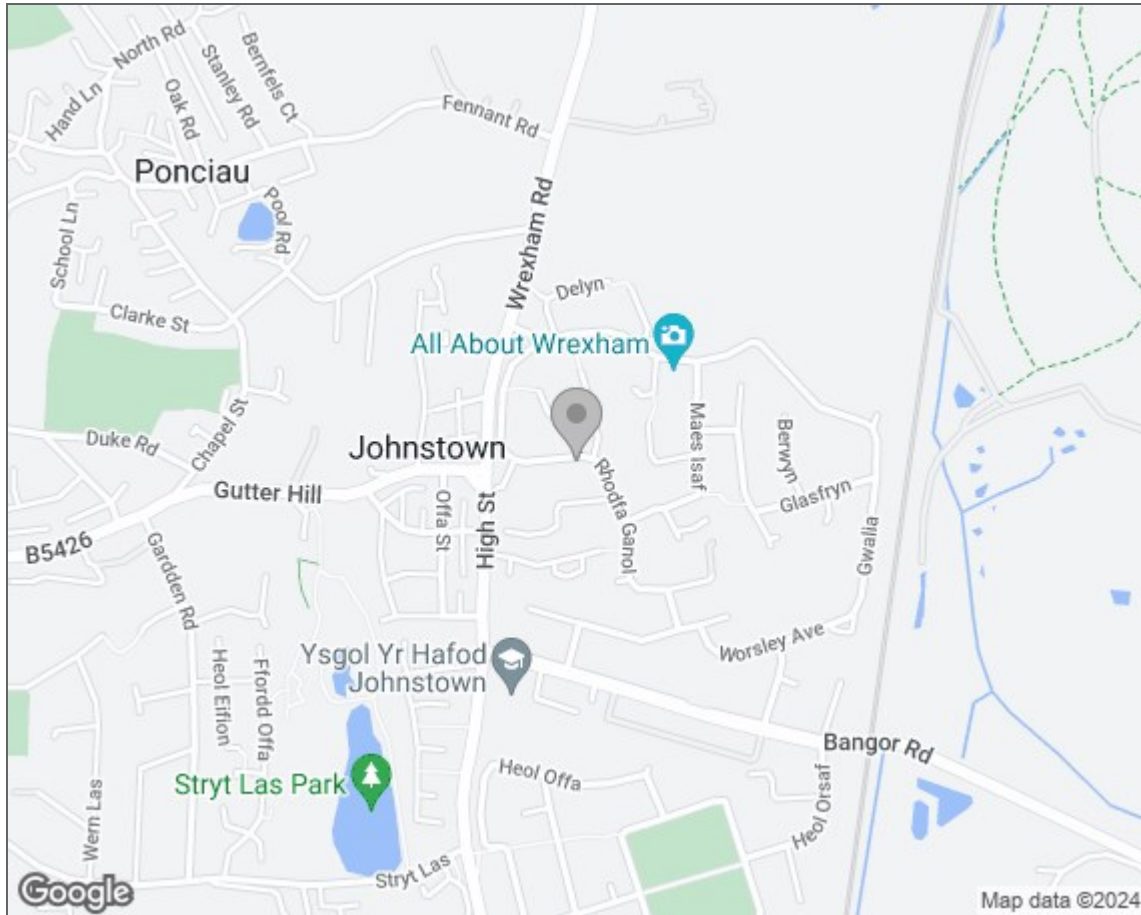 North Rd
Bernfels Ct
Stanley Rd
Oak Rd
Hand Ln
Fennant Rd
Ponciau
Pool Rd
School Ln
Wrexham Rd
Delyn
Clarke St
All About Wrexham
Chapel St
Duke Rd
Johnstown
Maes Isaf
Berwyn
Rhodfa Ganol
Glasfryn
Gutter Hill
Offa St
High St
B5426
Gardden Rd
Gwalia
Worsley Ave
Ysgol Yr Hafod
Johnstown
Heol Eifion
Ffordd Offa
Bangor Rd
Stryt Las Park
Heol Offa
Heol Orsaf
Wern Las
Stryt Las
Google
Map data ©2024